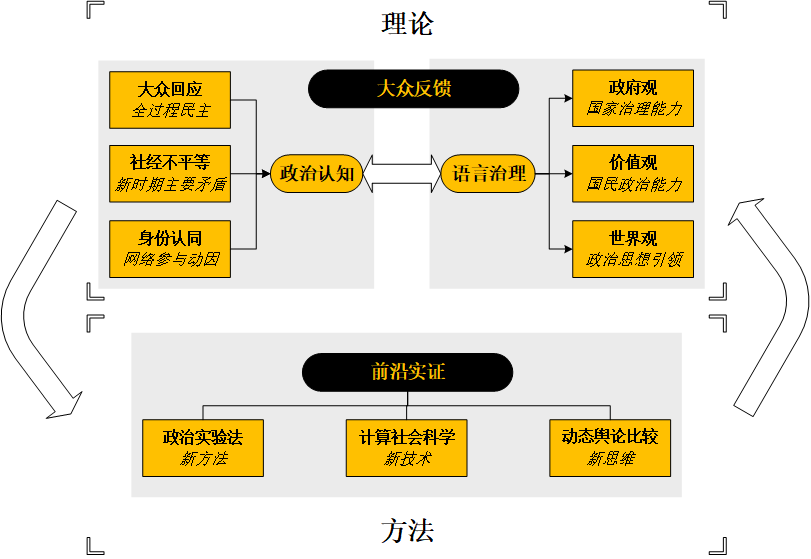 理论
大众反馈
大众回应
全过程民主
社经不平等
新时期主要矛盾
身份认同
网络参与动因
政治认知
语言治理
政府观
国家治理能力
价值观
国民政治能力
世界观
政治思想引领
前沿实证
政治实验法
新方法
计算社会科学
新技术
动态舆论比较
新思维
方法